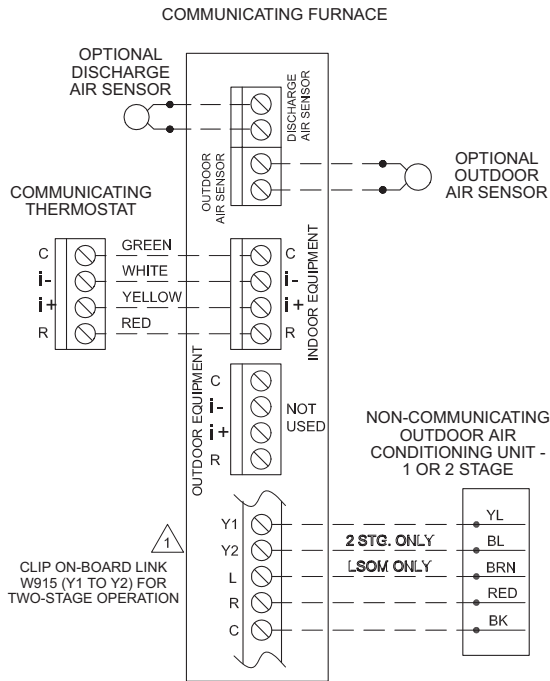 COMMUNICATING FURNACE
OPTIONAL
DISCHARGE
AIR SENSOR
DISCHARGE
AIR SENSOR
OUTDOOR
AIR SENSOR
OPTIONAL
OUTDOOR
AIR SENSOR
COMMUNICATING
THERMOSTAT
C
GREEN
C
i-
WHITE
i-
i+
YELLOW
i+
R
RED
R
INDOOR EQUIPMENT
OUTDOOR EQUIPMENT
C
i-
i+
R
NOT
USED
NON-COMMUNICATING
OUTDOOR AIR
CONDITIONING UNIT -
1 OR 2 STAGE
1
CLIP ON-BOARD LINK
W915 (Y1 TO Y2) FOR
TWO-STAGE OPERATION
Y1
YL
Y2
2 STG. ONLY
BL
L
LSOM ONLY
BRN
R
RED
C
BK